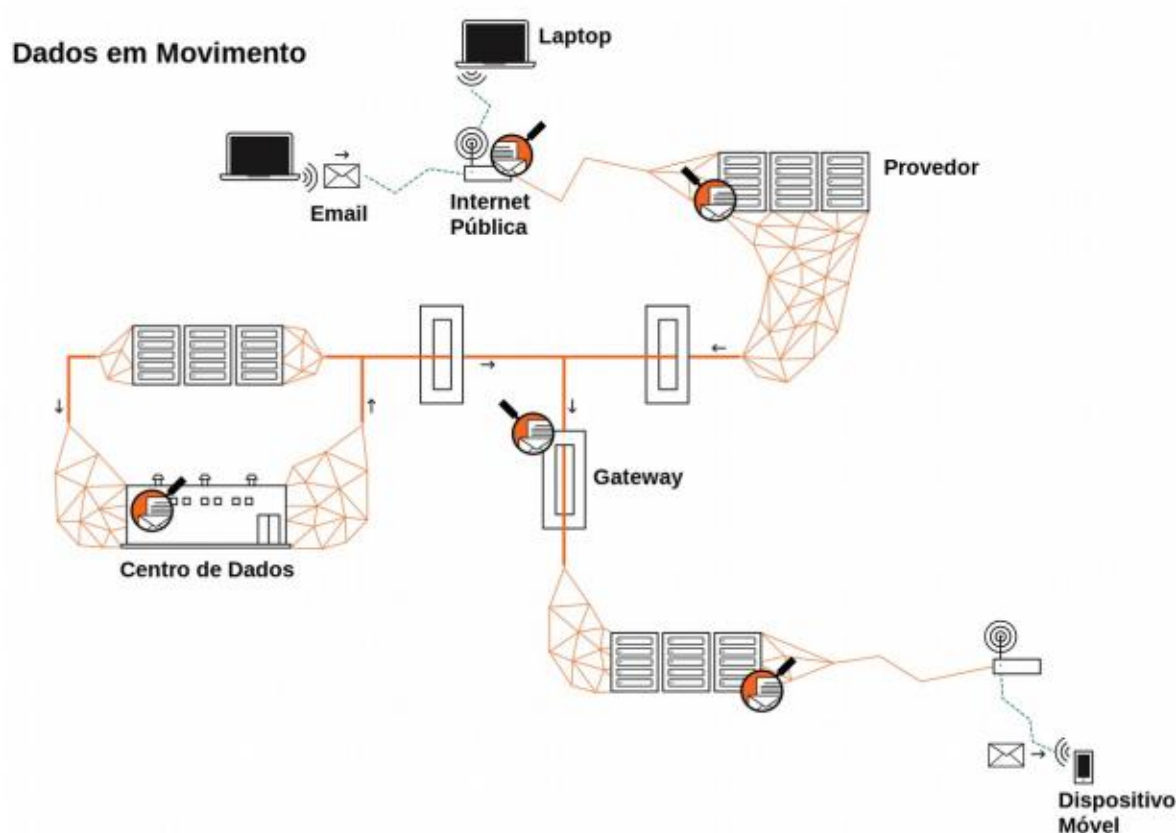 Dados em Movimento
Laptop
Email
Internet
Pública
Provedor
Gateway
Centro de Dados
Dispositivo
Móvel